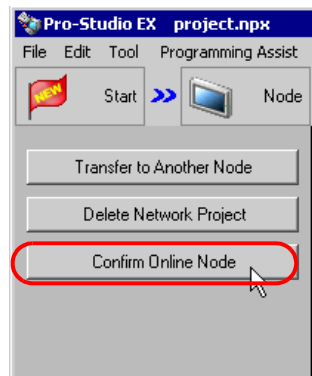 Pro-Studio EX project.npx
File Edit Tool Programming Assist
NEW Start Node
Transfer to Another Node
Delete Network Project
Confirm Online Node